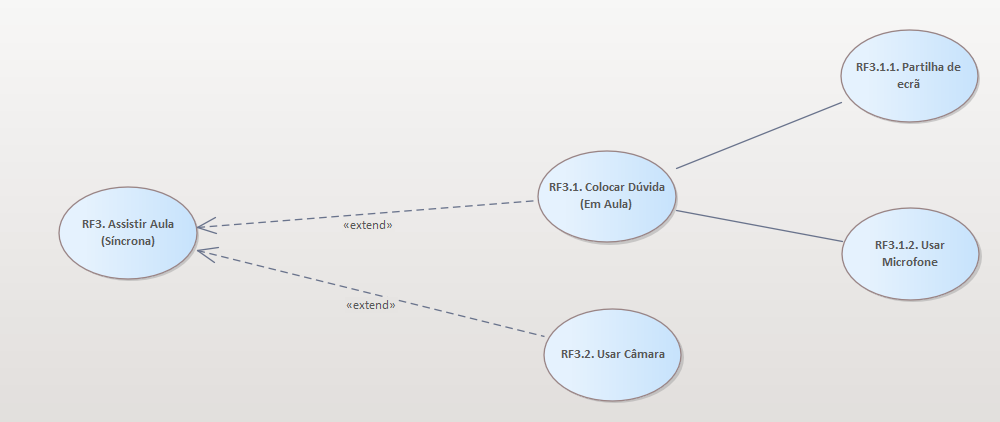 RF3. Assistir Aula
(Síncrona)
«extend»
«extend»
RF3.1. Colocar Dúvida
(Em Aula)
RF3.2. Usar Câmara
RF3.1.1. Partilha de
ecrã
RF3.1.2. Usar
Microfone